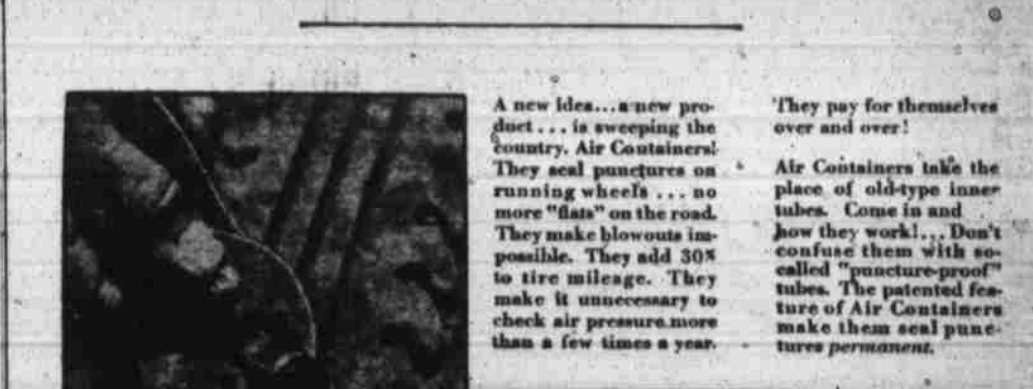 A new idea...a new pro-
duct... is sweeping the
country. Air Containers!
They seal punctures on
running wheels ... no
more "flats" on the road.
They make blowouts im-
possible. They add 30%
to tire mileage. They
make it unnecessary to
check air pressure more
than a few times a year.
They pay for themselves
over and over!
Air Containers take the
place of old-type inner
tubes. Come in and
how they work!... Don't
confuse them with so-
called "puncture-proof"
tubes. The patented fea-
ture of Air Containers
make them seal punc-
tures permanent.